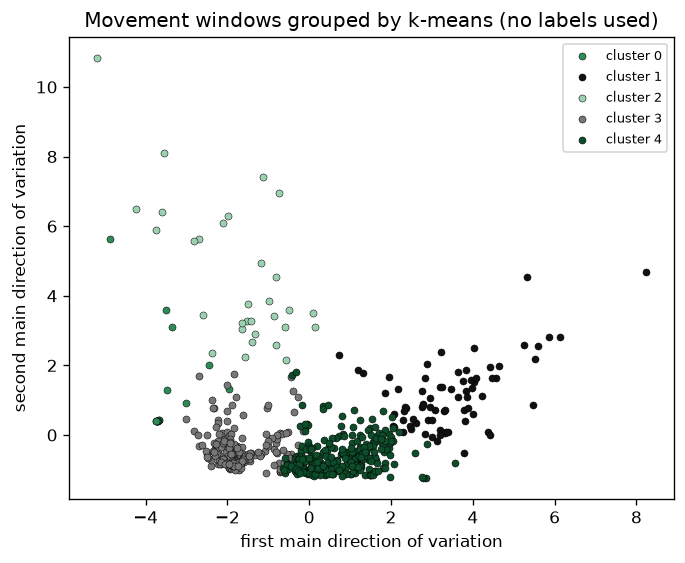 Movement windows grouped by k-means (no labels used)
cluster 0
cluster 1
cluster 2
cluster 3
cluster 4
second main direction of variation
10
8
6
4
2
0
−4 −2 0 2 4 6 8
first main direction of variation